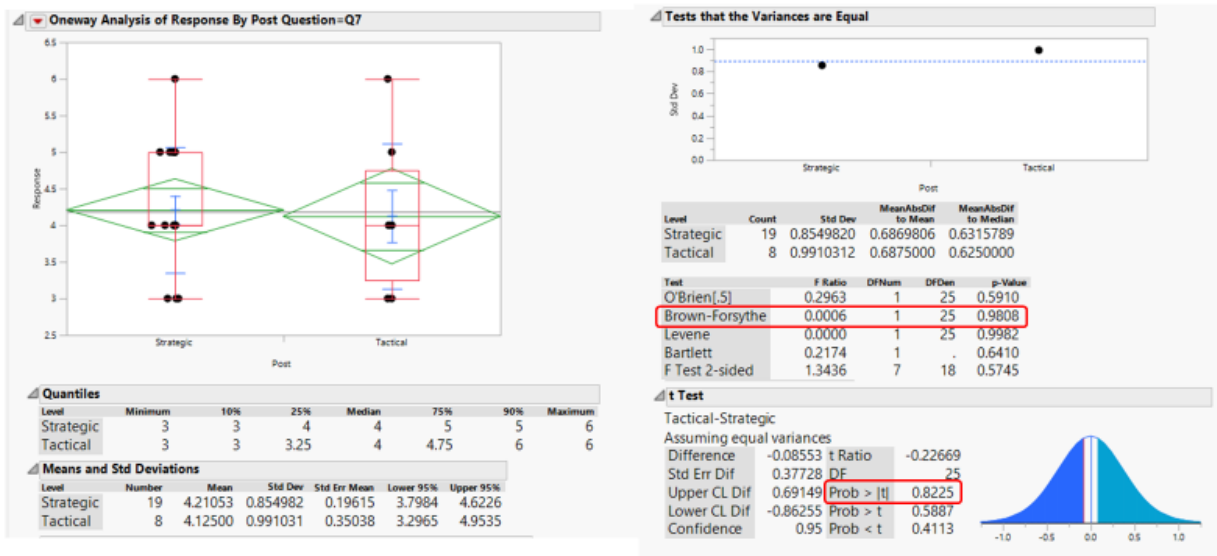 Oneway Analysis of Response By Post Question=Q7
6.5
6
5.5
5
4.5
4
3.5
3
2.5
Response
Strategic Tactical
Post
Quantiles
Level Minimum 10% 25% Median 75% 90% Maximum
Strategic 3 3 4 4 5 5 6
Tactical 3 3 3.25 4 4.75 6 6
Means and Std Deviations
Level Number Mean Std Dev Std Err Mean Lower 95% Upper 95%
Strategic 19 4.21053 0.854982 0.19615 3.7984 4.6226
Tactical 8 4.12500 0.991031 0.35038 3.2965 4.9535
Tests that the Variances are Equal
1.0
0.8
0.6
0.4
0.2
0.0
Std Dev
Strategic Tactical
Post
Level Count Std Dev MeanAbsDif to Mean MeanAbsDif to Median
Strategic 19 0.8549820 0.6869806 0.6315789
Tactical 8 0.9910312 0.6875000 0.6250000
Test F Ratio DFNum DFDen p-Value
O'Brien[.5] 0.2963 1 25 0.5910
Brown-Forsythe 0.0006 1 25 0.9808
Levene 0.0000 1 25 0.9982
Bartlett 0.2174 1 . 0.6410
F Test 2-sided 1.3436 7 18 0.5745
t Test
Tactical-Strategic
Assuming equal variances
Difference -0.08553 t Ratio -0.22669
Std Err Dif 0.37728 DF 25
Upper CL Dif 0.69149 Prob > |t| 0.8225
Lower CL Dif -0.86255 Prob > t 0.5887
Confidence 0.95 Prob < t 0.4113
-1.0 -0.5 0.0 0.5 1.0